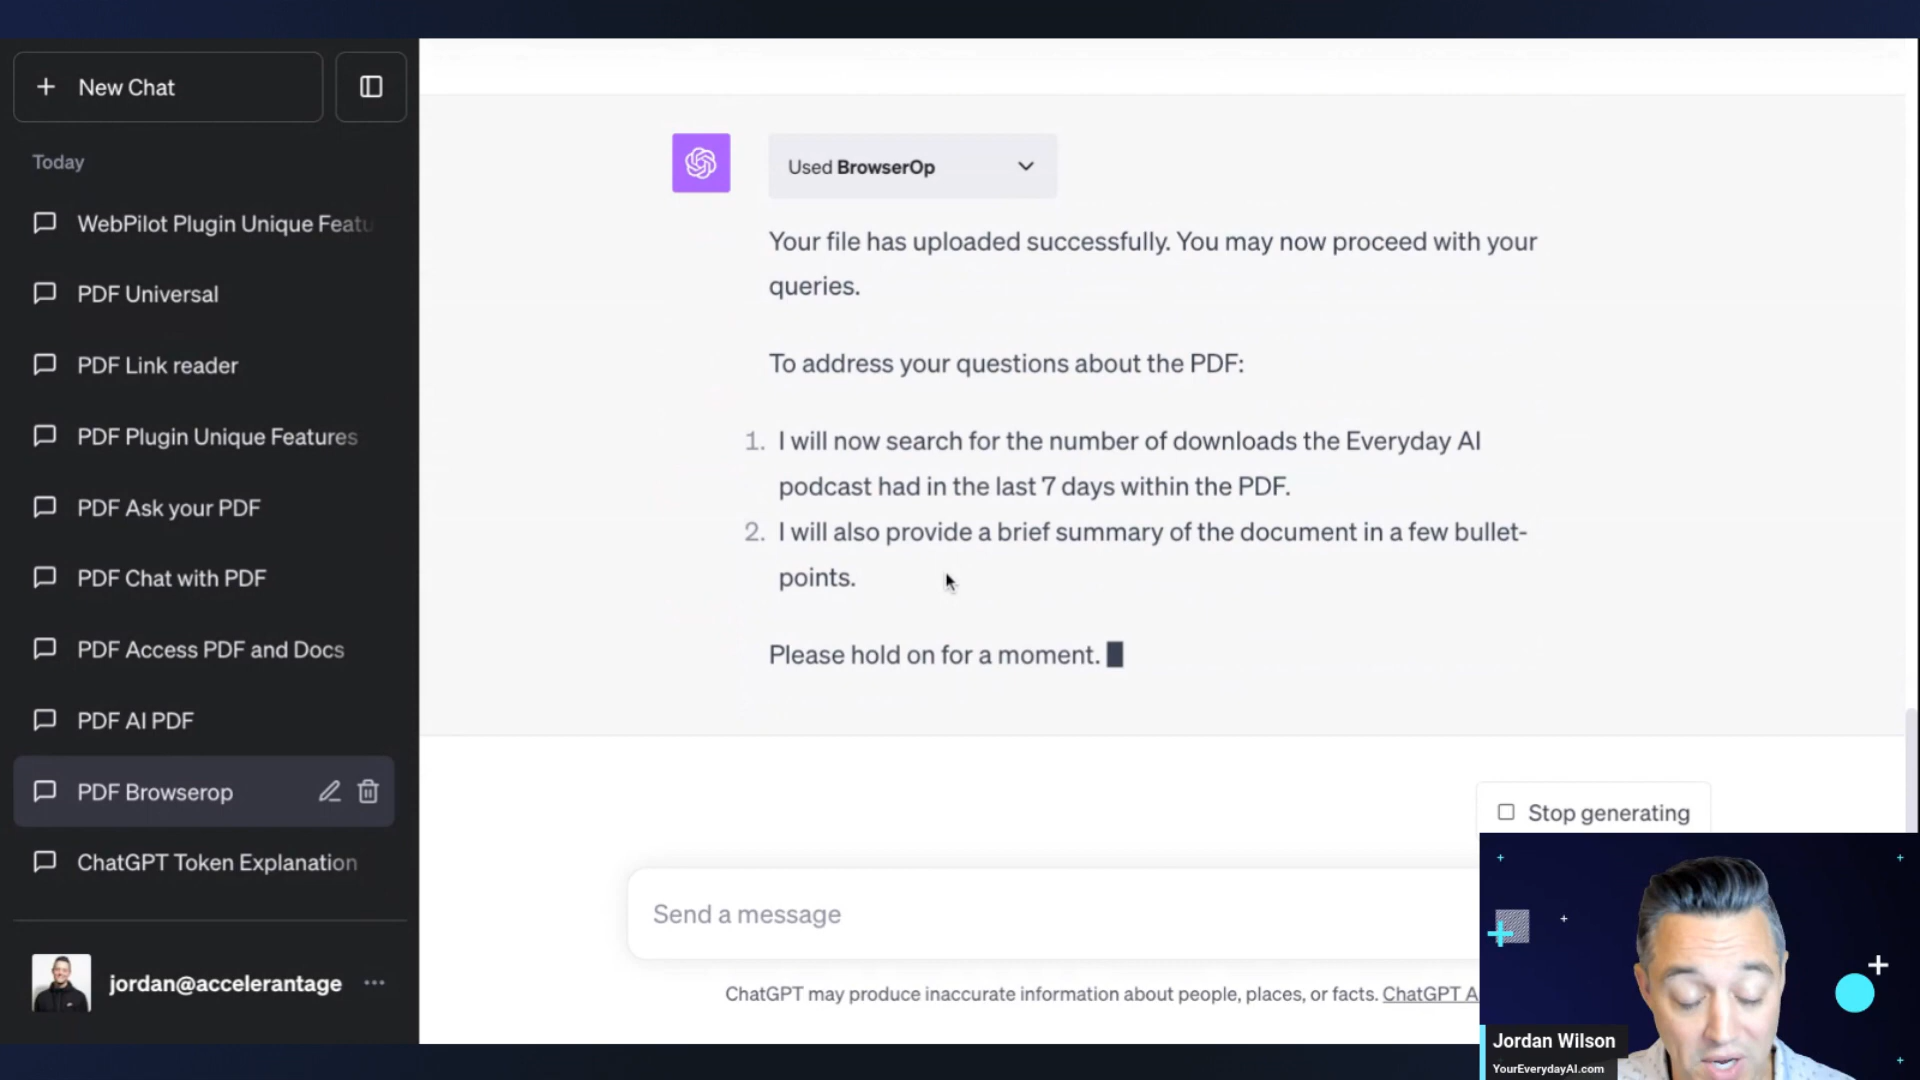 New Chat
Today
WebPilot Plugin Unique Featu
PDF Universal
PDF Link reader
PDF Plugin Unique Features
PDF Ask your PDF
PDF Chat with PDF
PDF Access PDF and Docs
PDF AI PDF
PDF Browserop
ChatGPT Token Explanation
jordan@accelerantage
Used BrowserOp
Your file has uploaded successfully. You may now proceed with your
queries.
To address your questions about the PDF:
1. I will now search for the number of downloads the Everyday AI
podcast had in the last 7 days within the PDF.
2. I will also provide a brief summary of the document in a few bullet-
points.
Please hold on for a moment.
Stop generating
Send a message
ChatGPT may produce inaccurate information about people, places, or facts. ChatGPT A
Jordan Wilson
YourEverydayAI.com